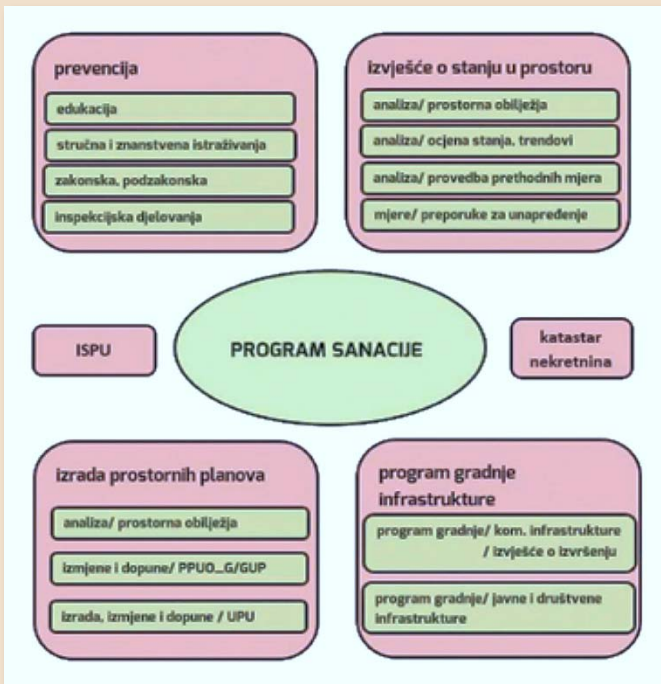 prevencija
edukacija
stručna i znanstvena istraživanja
zakonska, podzakonska
inspekcijska djelovanja
izvješće o stanju u prostoru
analiza/ prostorna obilježja
analiza/ ocjena stanja, trendovi
analiza/ provedba prethodnih mjera
mjere/ preporuke za unapređenje
ISPU
PROGRAM SANACIJE
katastar
nekretnina
izrada prostornih planova
analiza/ prostorna obilježja
izmjene i dopune/ PPUO_G/GUP
izrada, izmjene i dopune / UPU
program gradnje
infrastrukture
program gradnje/ kom. infrastrukture
/ izvješće o izvršenju
program gradnje/ javne i društvene
infrastrukture